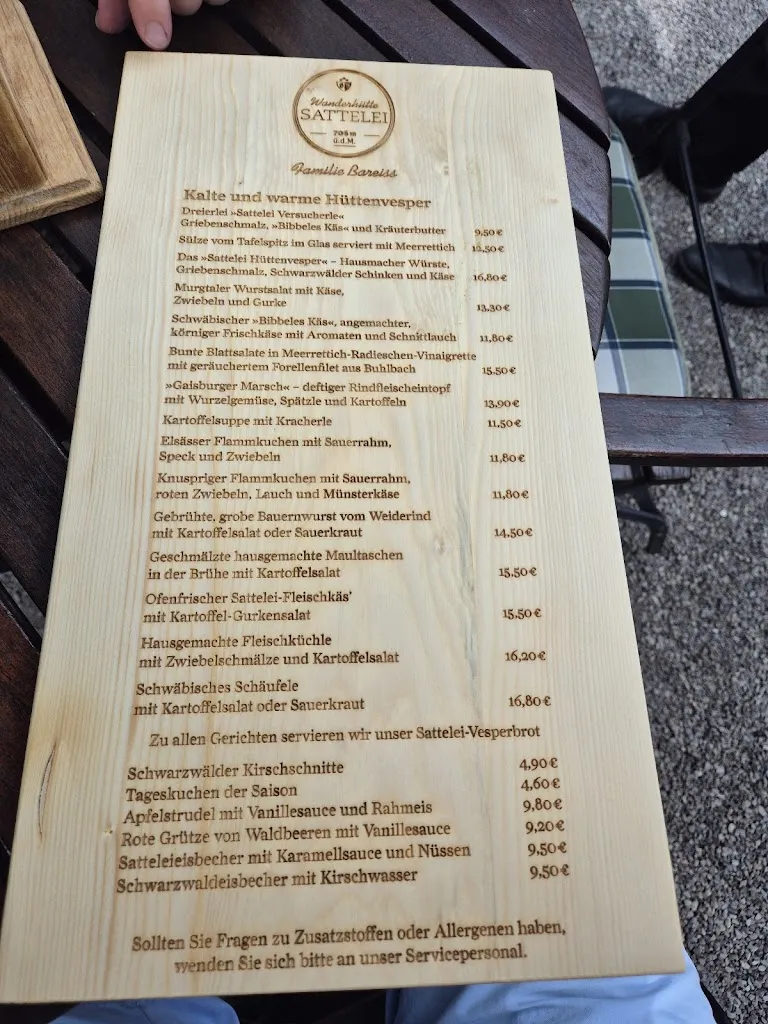 Wanderhütte
SATTELEI
705 m
ü.d.M.
Familie Bareiss
Kalte und warme Hüttenvesper
Dreierlei »Sattelei Versucherle«
Griebenschmalz, »Bibbeles Käs« und Kräuterbutter 9,50 €
Sülze vom Tafelspitz im Glas serviert mit Meerrettich
Das »Sattelei Hüttenvesper« – Hausmacher Würste,
Griebenschmalz, Schwarzwälder Schinken und Käse 16,80 €
Murgtaler Wurstsalat mit Käse,
Zwiebeln und Gurke 13,30 €
Schwäbischer »Bibbeles Käs«, angemachter,
körniger Frischkäse mit Aromaten und Schnittlauch 11,80 €
Bunte Blattsalate in Meerrettich-Radieschen-Vinaigrette
mit geräuchertem Forellenfilet aus Buhlbach 15,50 €
»Gaisburger Marsch« – deftiger Rindfleischeintopf
mit Wurzelgemüse, Spätzle und Kartoffeln 13,90 €
Kartoffelsuppe mit Kracherle 11,50 €
Elsässer Flammkuchen mit Sauerrahm,
Speck und Zwiebeln 11,80 €
Knuspriger Flammkuchen mit Sauerrahm,
roten Zwiebeln, Lauch und Münsterkäse 11,80 €
Gebrühte, grobe Bauernwurst vom Weiderind
mit Kartoffelsalat oder Sauerkraut 14,50 €
Geschmälzte hausgemachte Maultaschen
in der Brühe mit Kartoffelsalat 15,50 €
Ofenfrischer Sattelei-Fleischkäs'
mit Kartoffel-Gurkensalat 15,50 €
Hausgemachte Fleischküchle
mit Zwiebelschmälze und Kartoffelsalat 16,20 €
Schwäbisches Schäufele
mit Kartoffelsalat oder Sauerkraut 16,80 €
Zu allen Gerichten servieren wir unser Sattelei-Vesperbrot
Schwarzwälder Kirschschnitte 4,90 €
Tageskuchen der Saison 4,60 €
Apfelstrudel mit Vanillesauce und Rahmeis 9,80 €
Rote Grütze von Waldbeeren mit Vanillesauce 9,20 €
Satteleieisbecher mit Karamellsauce und Nüssen 9,50 €
Schwarzwaldeisbecher mit Kirschwasser 9,50 €
Sollten Sie Fragen zu Zusatzstoffen oder Allergenen haben,
wenden Sie sich bitte an unser Servicepersonal.